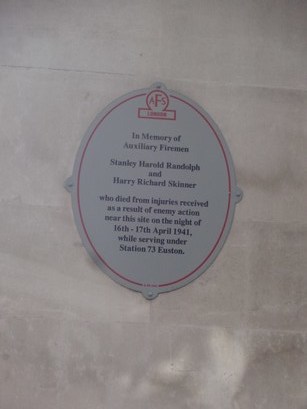 AFS
LONDON
In Memory of
Auxiliary Firemen
Stanley Harold Randolph
and
Harry Richard Skinner
who died from injuries received
as a result of enemy action
near this site on the night of
16th - 17th April 1941,
while serving under
Station 73 Euston.